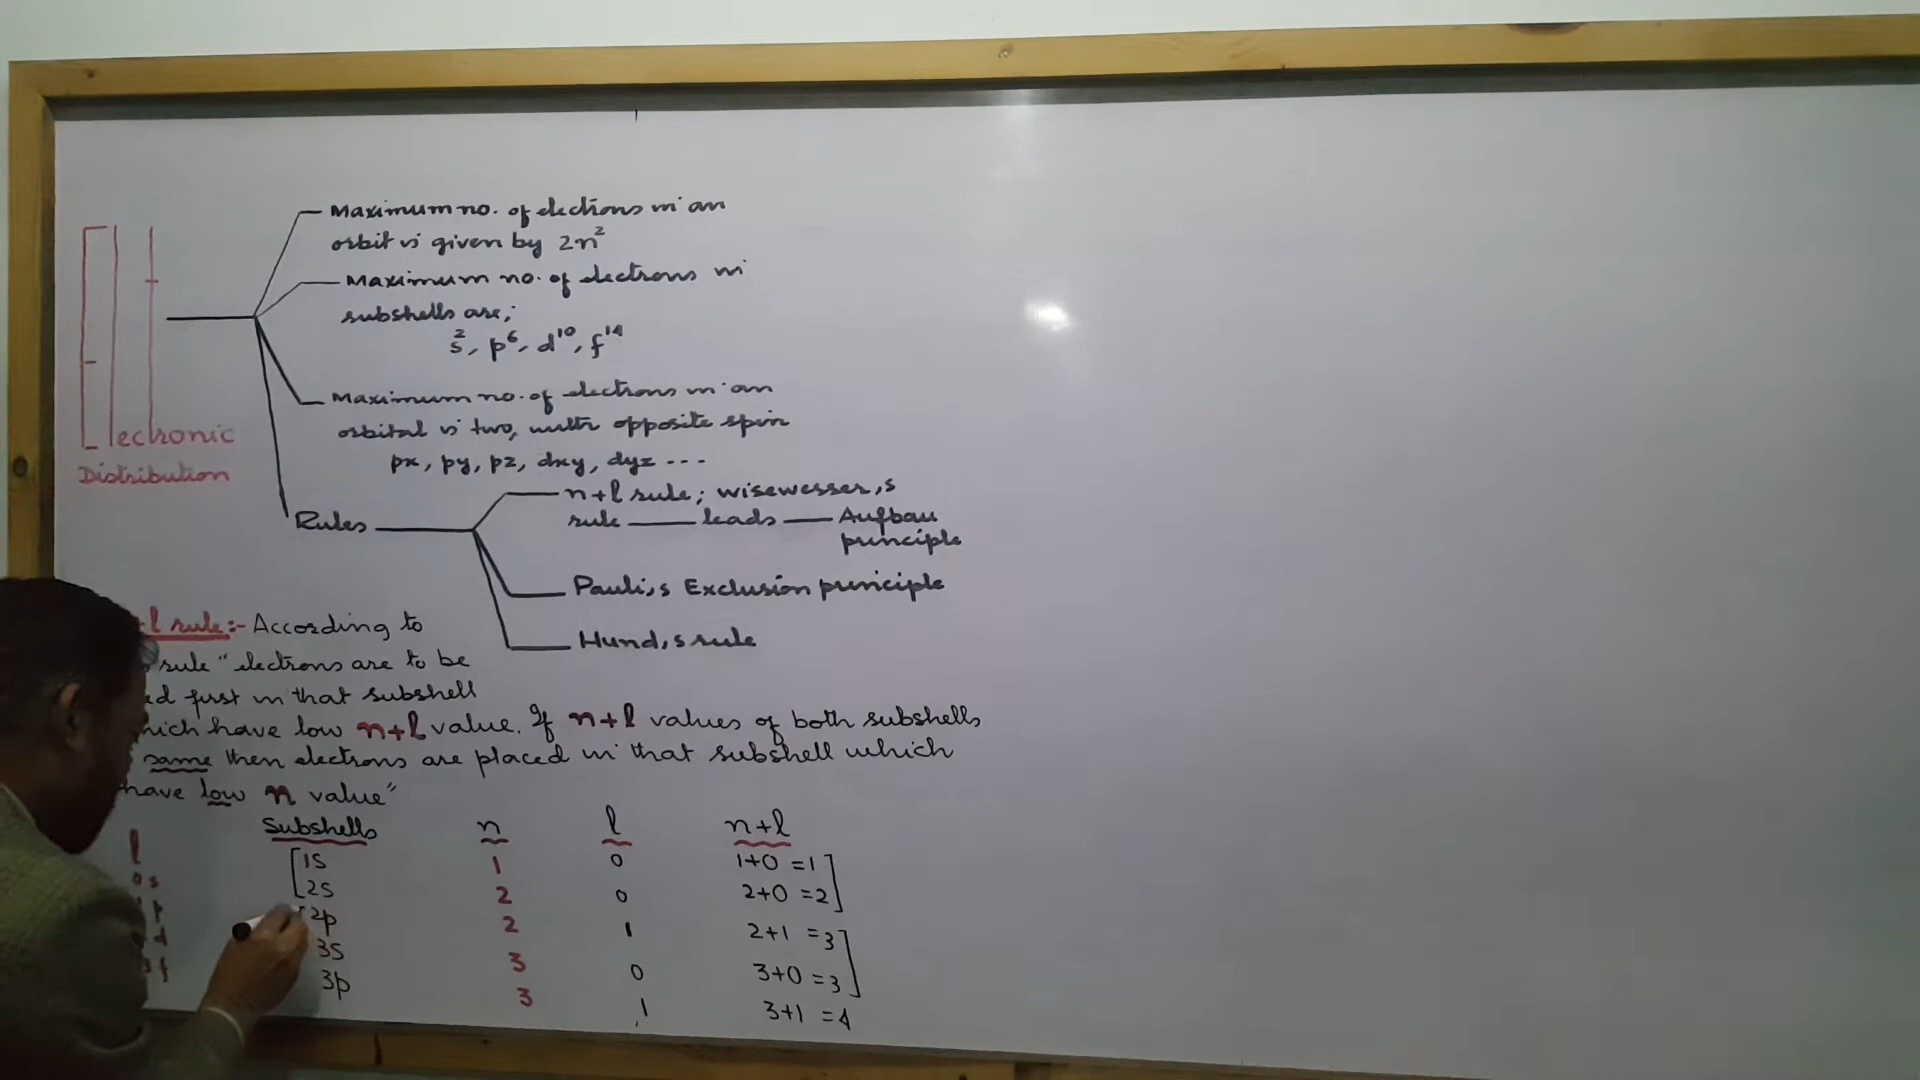 Electronic
Distribution
Maximum no. of electrons in an
orbit is given by 2n²
Maximum no. of electrons in
subshells are;
s², p⁶, d¹⁰, f¹⁴
Maximum no. of electrons in an
orbital is two, with opposite spin
px, py, pz, dxy, dyz ---
Rules
n+l rule; wisewesser,s
rule leads Aufbau
principle
Pauli,s Exclusion principle
Hund,s rule
+l rule:- According to
rule "electrons are to be
ed first in that subshell
hich have low n+l value. If n+l values of both subshells
same then electrons are placed in that subshell which
have low n value"
l
0 s
p
d
f
Subshells n l n+l
1s 1 0 1+0 =1
2s 2 0 2+0 =2
2p 2 1 2+1 =3
3s 3 0 3+0 =3
3p 3 1 3+1 =4